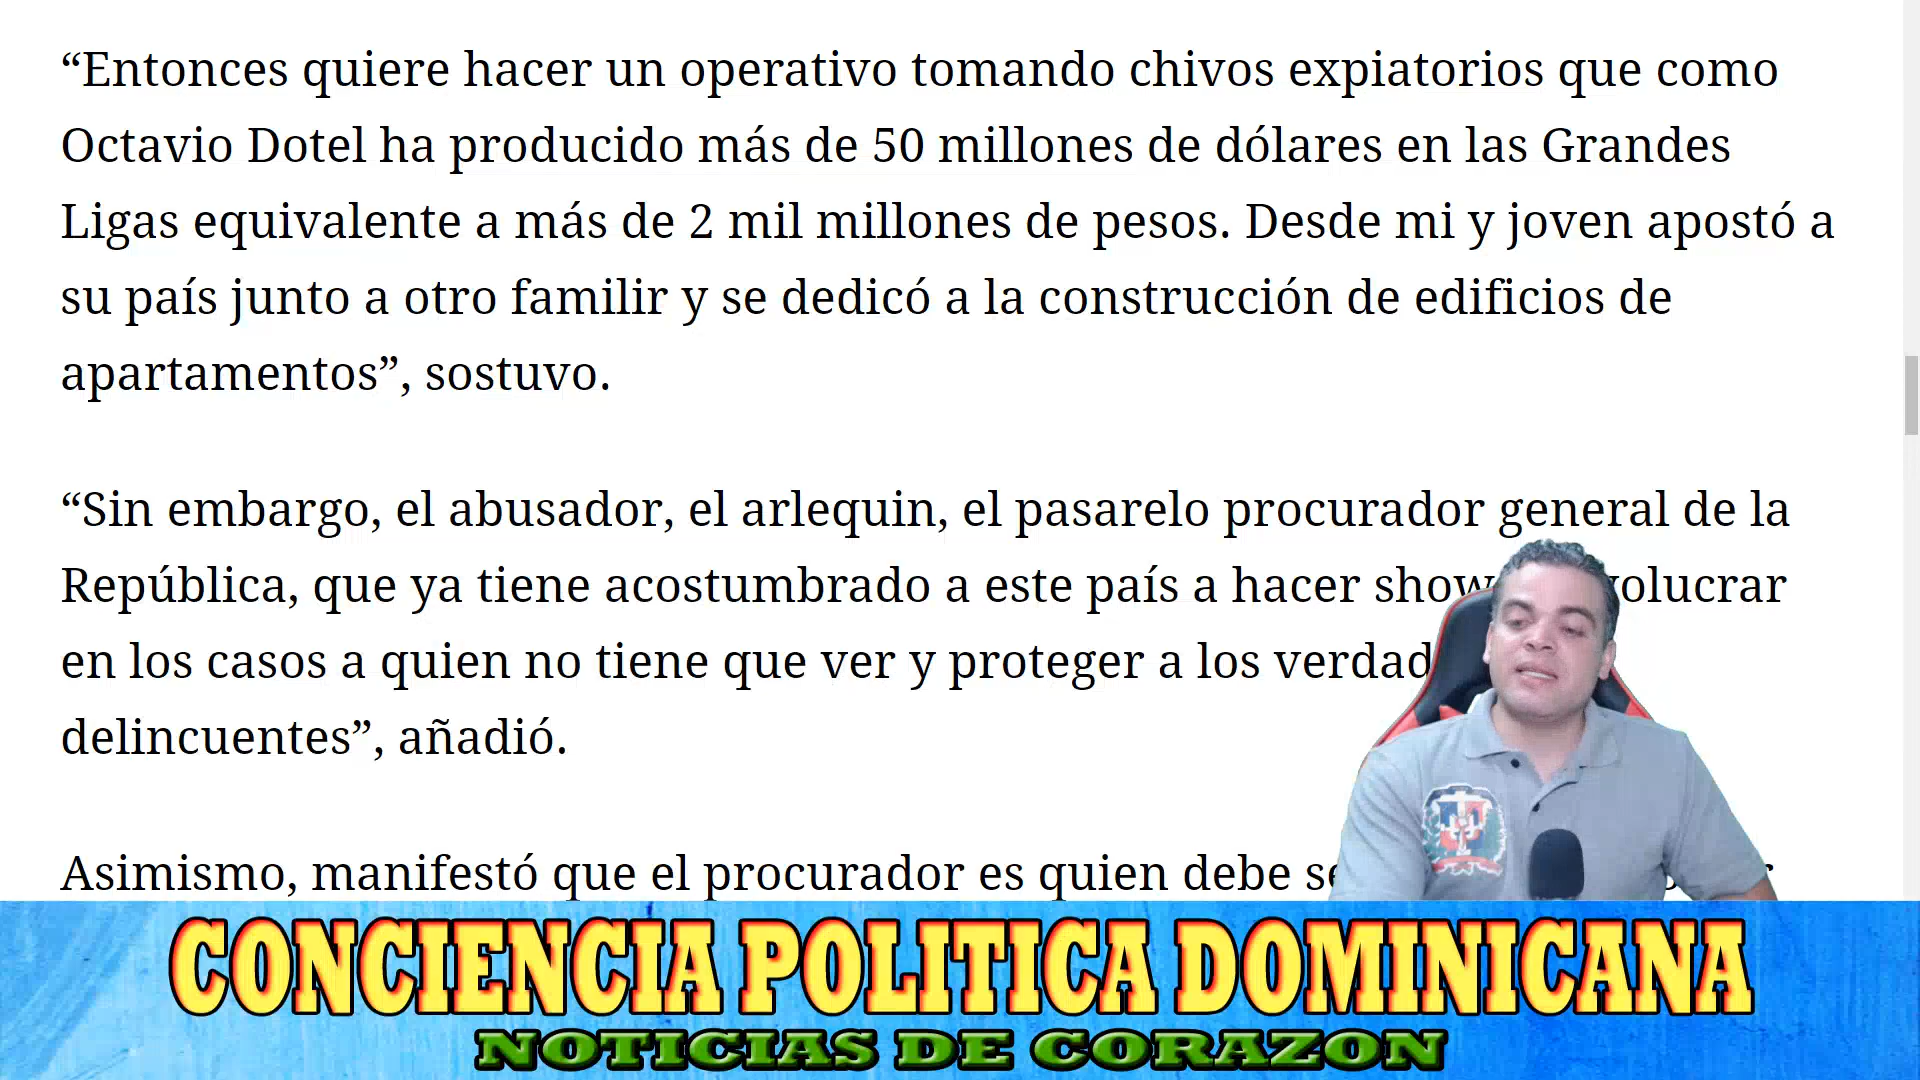 “Entonces quiere hacer un operativo tomando chivos expiatorios que como
Octavio Dotel ha producido más de 50 millones de dólares en las Grandes
Ligas equivalente a más de 2 mil millones de pesos. Desde mi y joven apostó a
su país junto a otro familir y se dedicó a la construcción de edificios de
apartamentos”, sostuvo.
“Sin embargo, el abusador, el arlequin, el pasarelo procurador general de la
República, que ya tiene acostumbrado a este país a hacer show
en los casos a quien no tiene que ver y proteger a los
delincuentes”, añadió.
Asimismo, manifestó que el procurador es quien debe
CONCIENCIA POLITICA DOMINICANA
NOTICIAS DE CORAZON